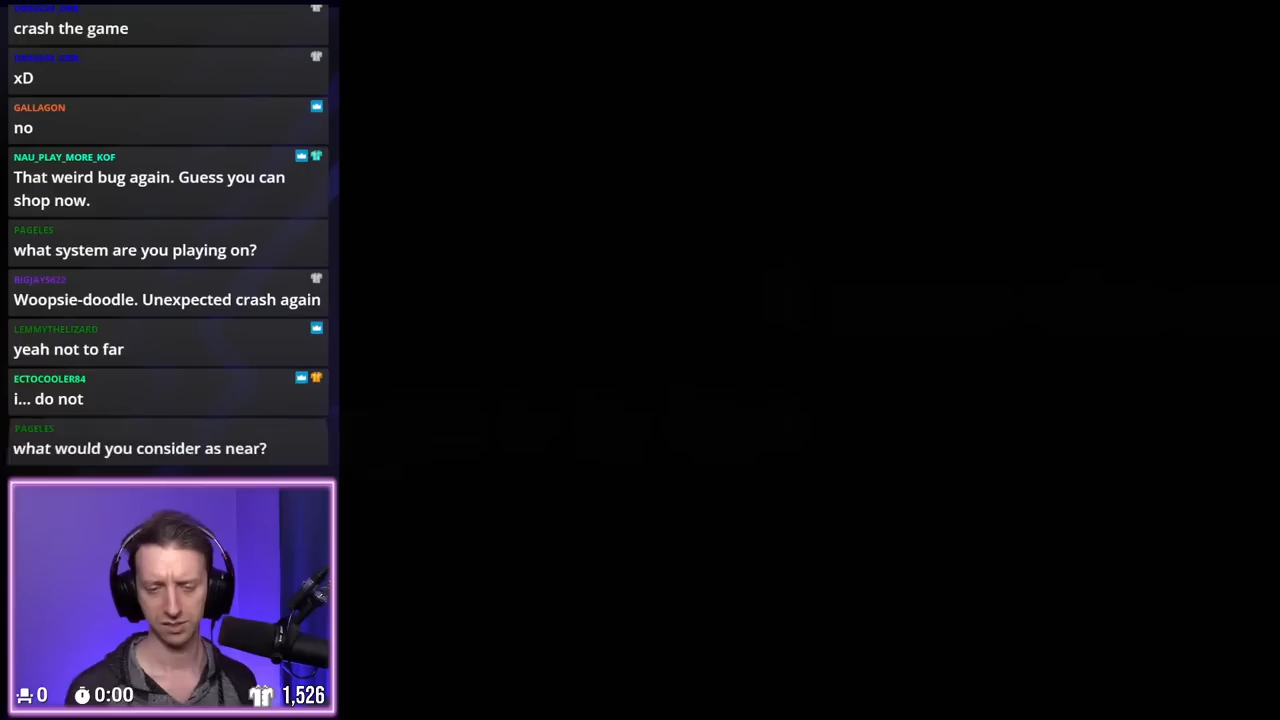 crash the game
xD
GALLAGON
no
NAU_PLAY_MORE_KOF
That weird bug again. Guess you can
shop now.
PAGELES
what system are you playing on?
BIGJAY5622
Woopsie-doodle. Unexpected crash again
LEMMYTHELIZARD
yeah not to far
ECTOCOOLER84
i... do not
PAGELES
what would you consider as near?
0 0:00 1,526